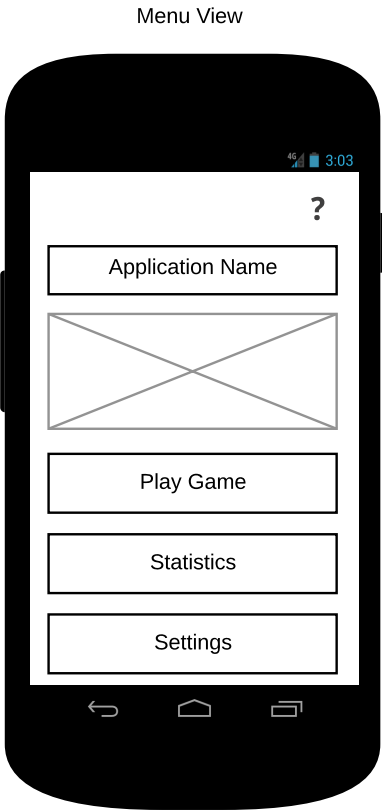 Menu View
4G 3:03
?
Application Name
Play Game
Statistics
Settings